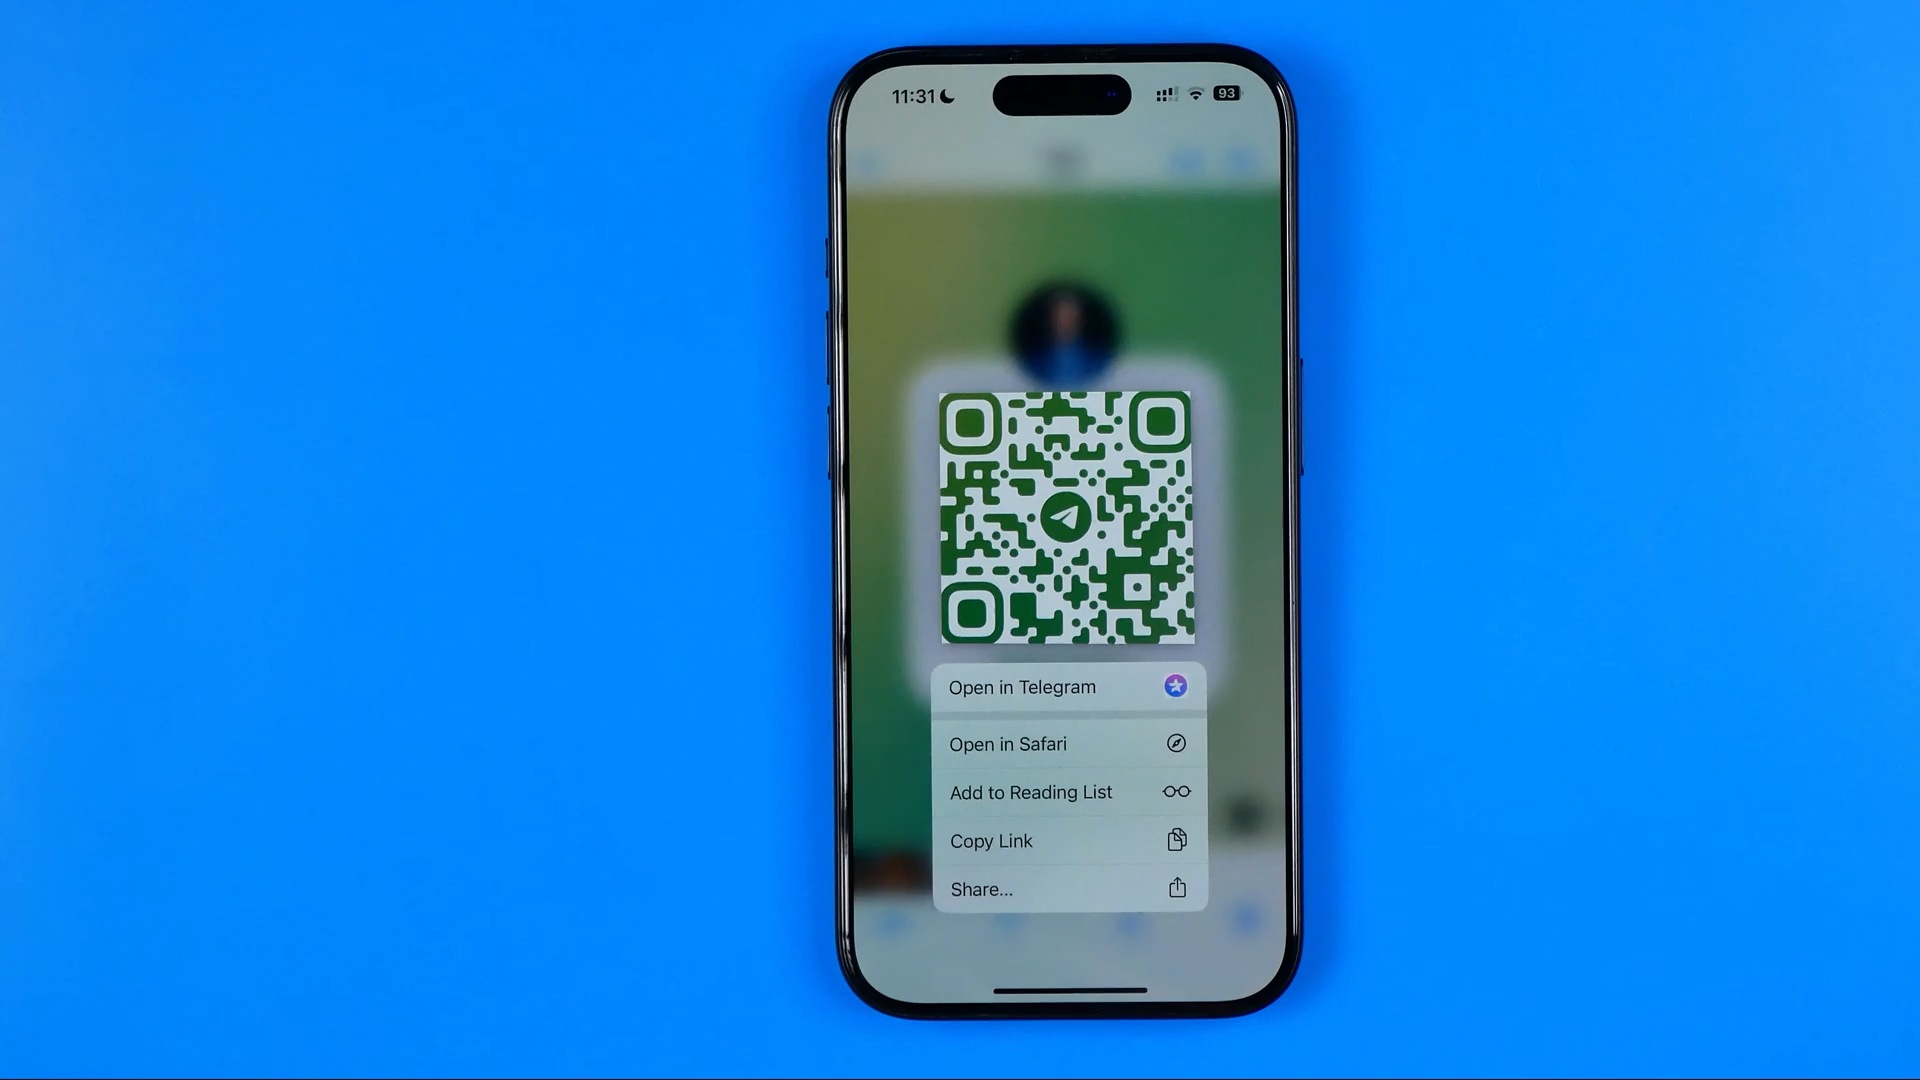 11:31
93
Open in Telegram
Open in Safari
Add to Reading List
Copy Link
Share...